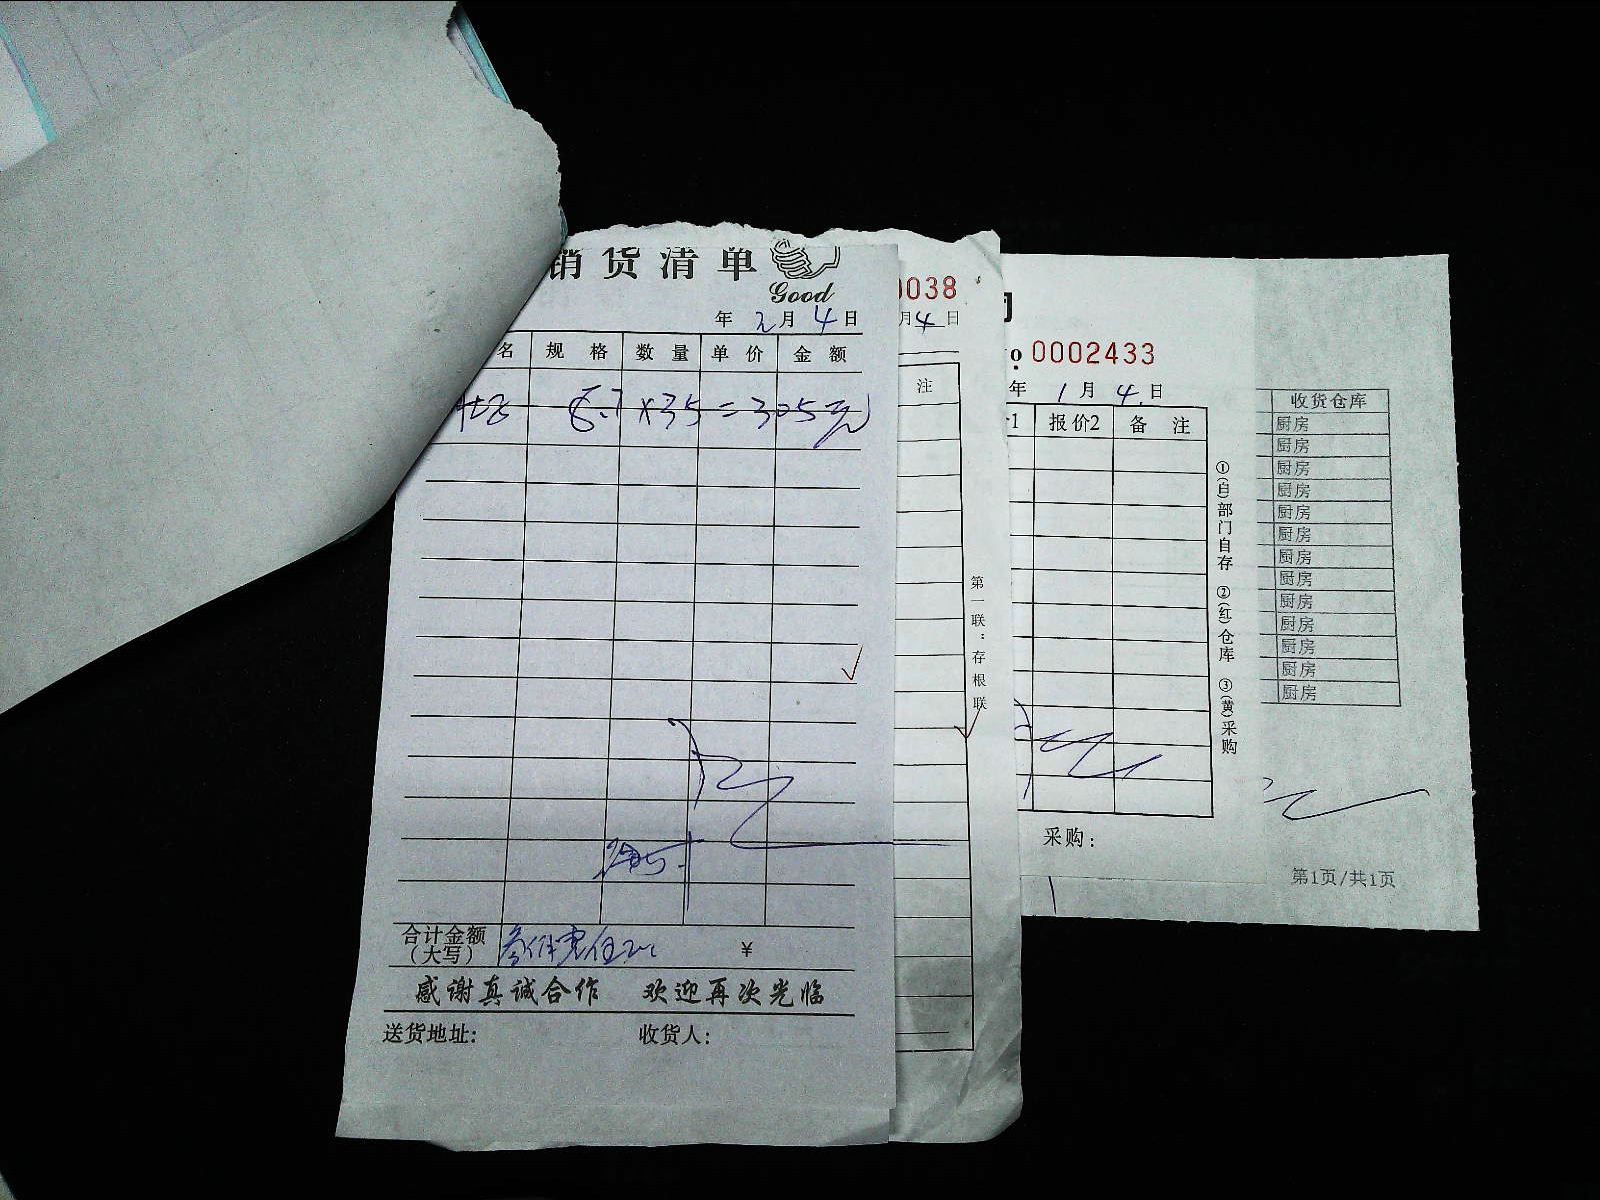 销货清单
Good
年 2月 4日
名 规格 数量 单价 金额
×35=305元
合计金额
(大写)
¥
感谢真诚合作 欢迎再次光临
送货地址: 收货人:
0038
月4日
注
第一联:存根联
0002433
年 1月 4日
报价2 备注
①(白)部门自存 ②(红)仓库 ③(黄)采购
采购:
收货仓库
厨房
厨房
厨房
厨房
厨房
厨房
厨房
厨房
厨房
厨房
厨房
厨房
厨房
第1页/共1页